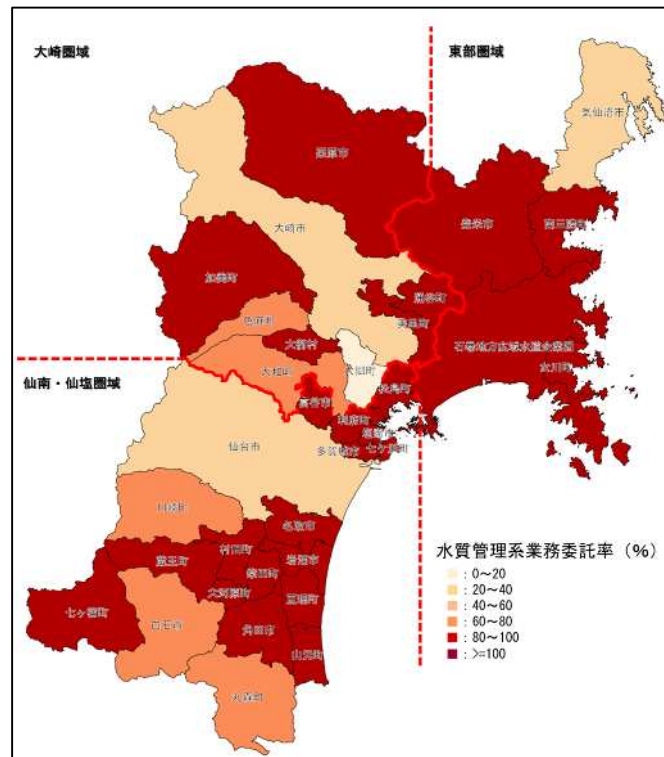 大崎圏域
東部圏域
気仙沼市
栗原市
登米市
南三陸町
大崎市
加美町
涌谷町
美里町
色麻町
大衡村
石巻地方広域水道企業団
女川町
大郷町
大和町
松島町
仙南・仙塩圏域
富谷市
利府町
塩竈市
多賀城市
七ヶ浜町
仙台市
川崎町
名取市
村田町
岩沼市
蔵王町
柴田町
大河原町
亘理町
七ヶ宿町
白石市
角田市
山元町
丸森町
水質管理系業務委託率（%）
：0～20
：20～40
：40～60
：60～80
：80～100
：>=100